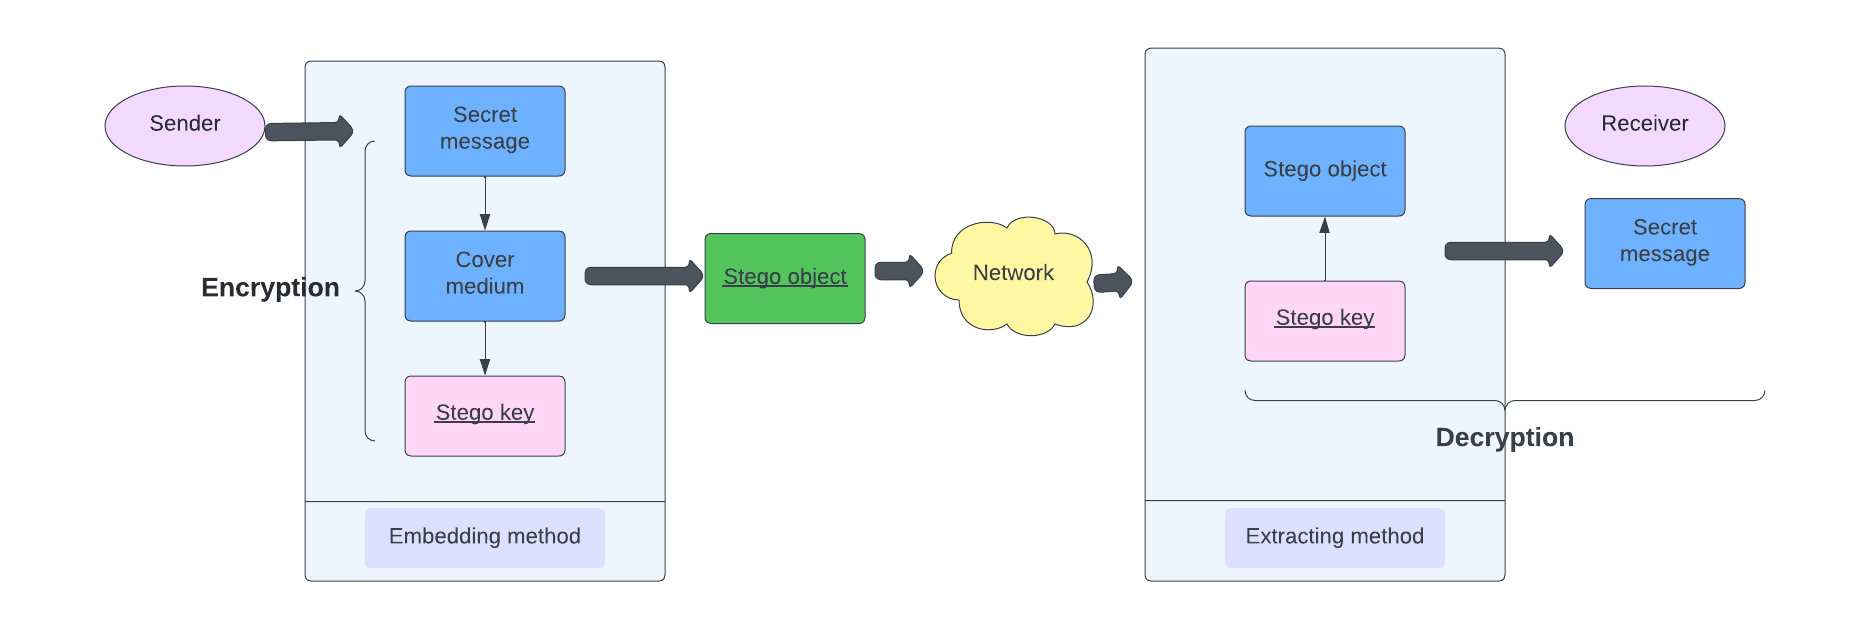 Sender
Secret
message
Cover
medium
Encryption
Stego key
Embedding method
Stego object
Network
Stego object
Stego key
Extracting method
Receiver
Secret
message
Decryption